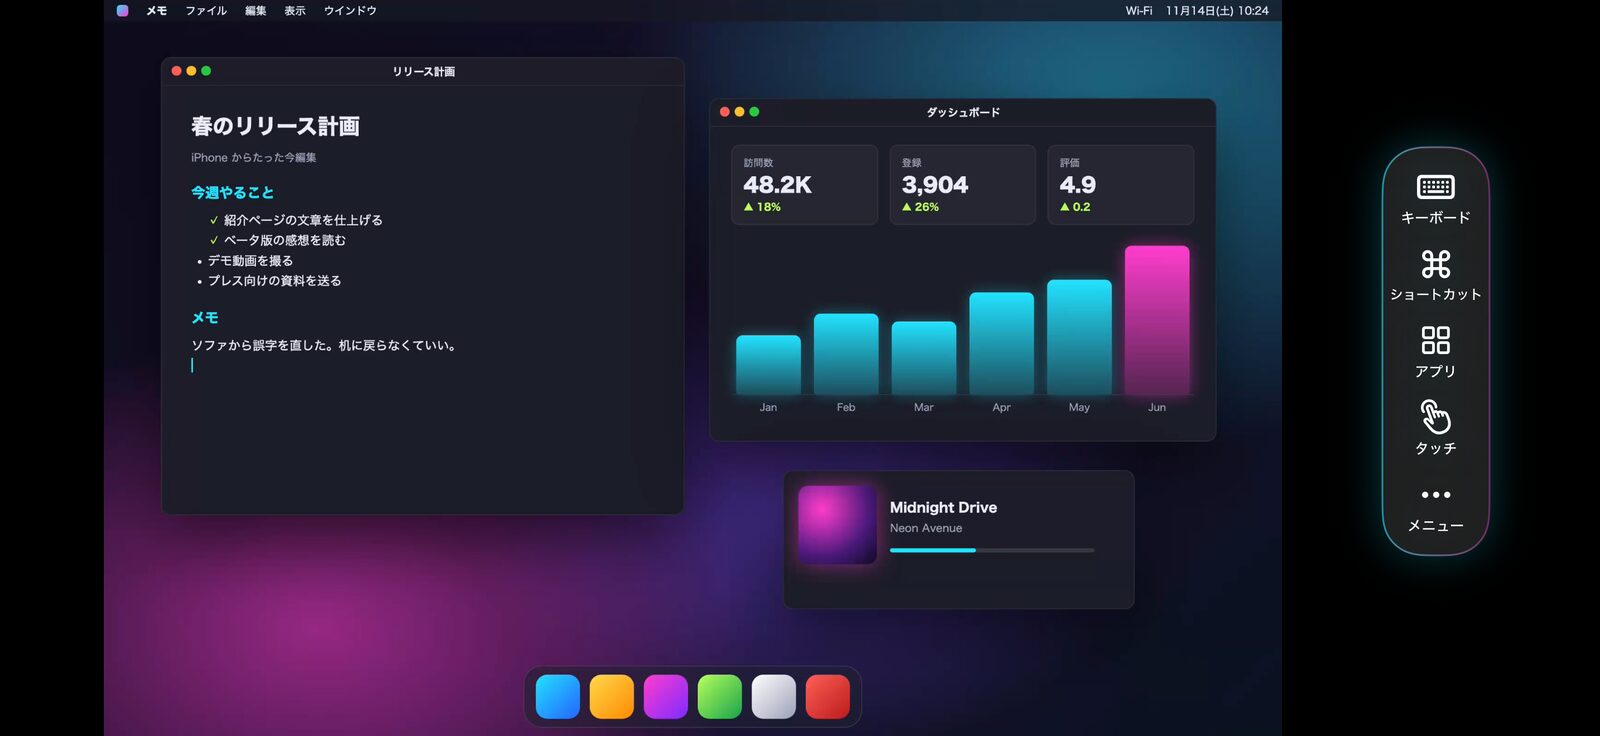 メモ ファイル 編集 表示 ウインドウ Wi-Fi 11月14日(土) 10:24
リリース計画
春のリリース計画
iPhone からたった今編集
今週やること
✓ 紹介ページの文章を仕上げる
✓ ベータ版の感想を読む
• デモ動画を撮る
• プレス向けの資料を送る
メモ
ソファから誤字を直した。机に戻らなくていい。
ダッシュボード
訪問数 登録 評価
48.2K 3,904 4.9
▲ 18% ▲ 26% ▲ 0.2
Jan Feb Mar Apr May Jun
Midnight Drive
Neon Avenue
キーボード
ショートカット
アプリ
タッチ
メニュー